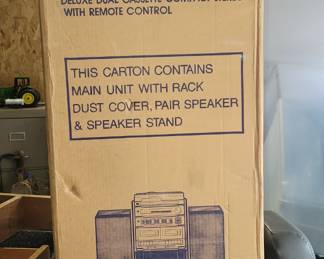 DELUXE DUAL CASSETTE COMPACT STEREO
WITH REMOTE CONTROL
THIS CARTON CONTAINS
MAIN UNIT WITH RACK
DUST COVER, PAIR SPEAKER
& SPEAKER STAND